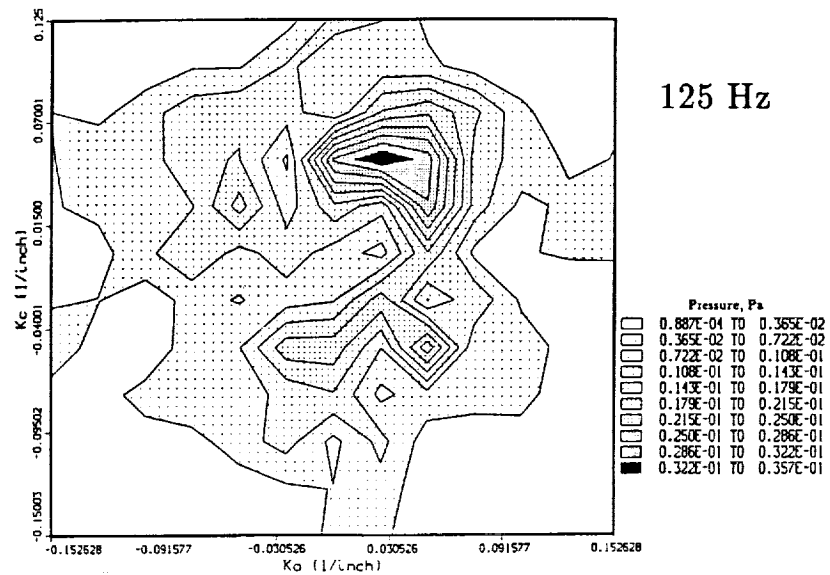 125 Hz
0.125
0.07001
0.01500
-0.04001
-0.09502
-0.15003
Kc (1/inch)
-0.152628 -0.091577 -0.030526 0.030526 0.091577 0.152628
Ka (1/inch)
Pressure, Pa
0.887E-04 TO 0.365E-02
0.365E-02 TO 0.722E-02
0.722E-02 TO 0.108E-01
0.108E-01 TO 0.143E-01
0.143E-01 TO 0.179E-01
0.179E-01 TO 0.215E-01
0.215E-01 TO 0.250E-01
0.250E-01 TO 0.286E-01
0.286E-01 TO 0.322E-01
0.322E-01 TO 0.357E-01